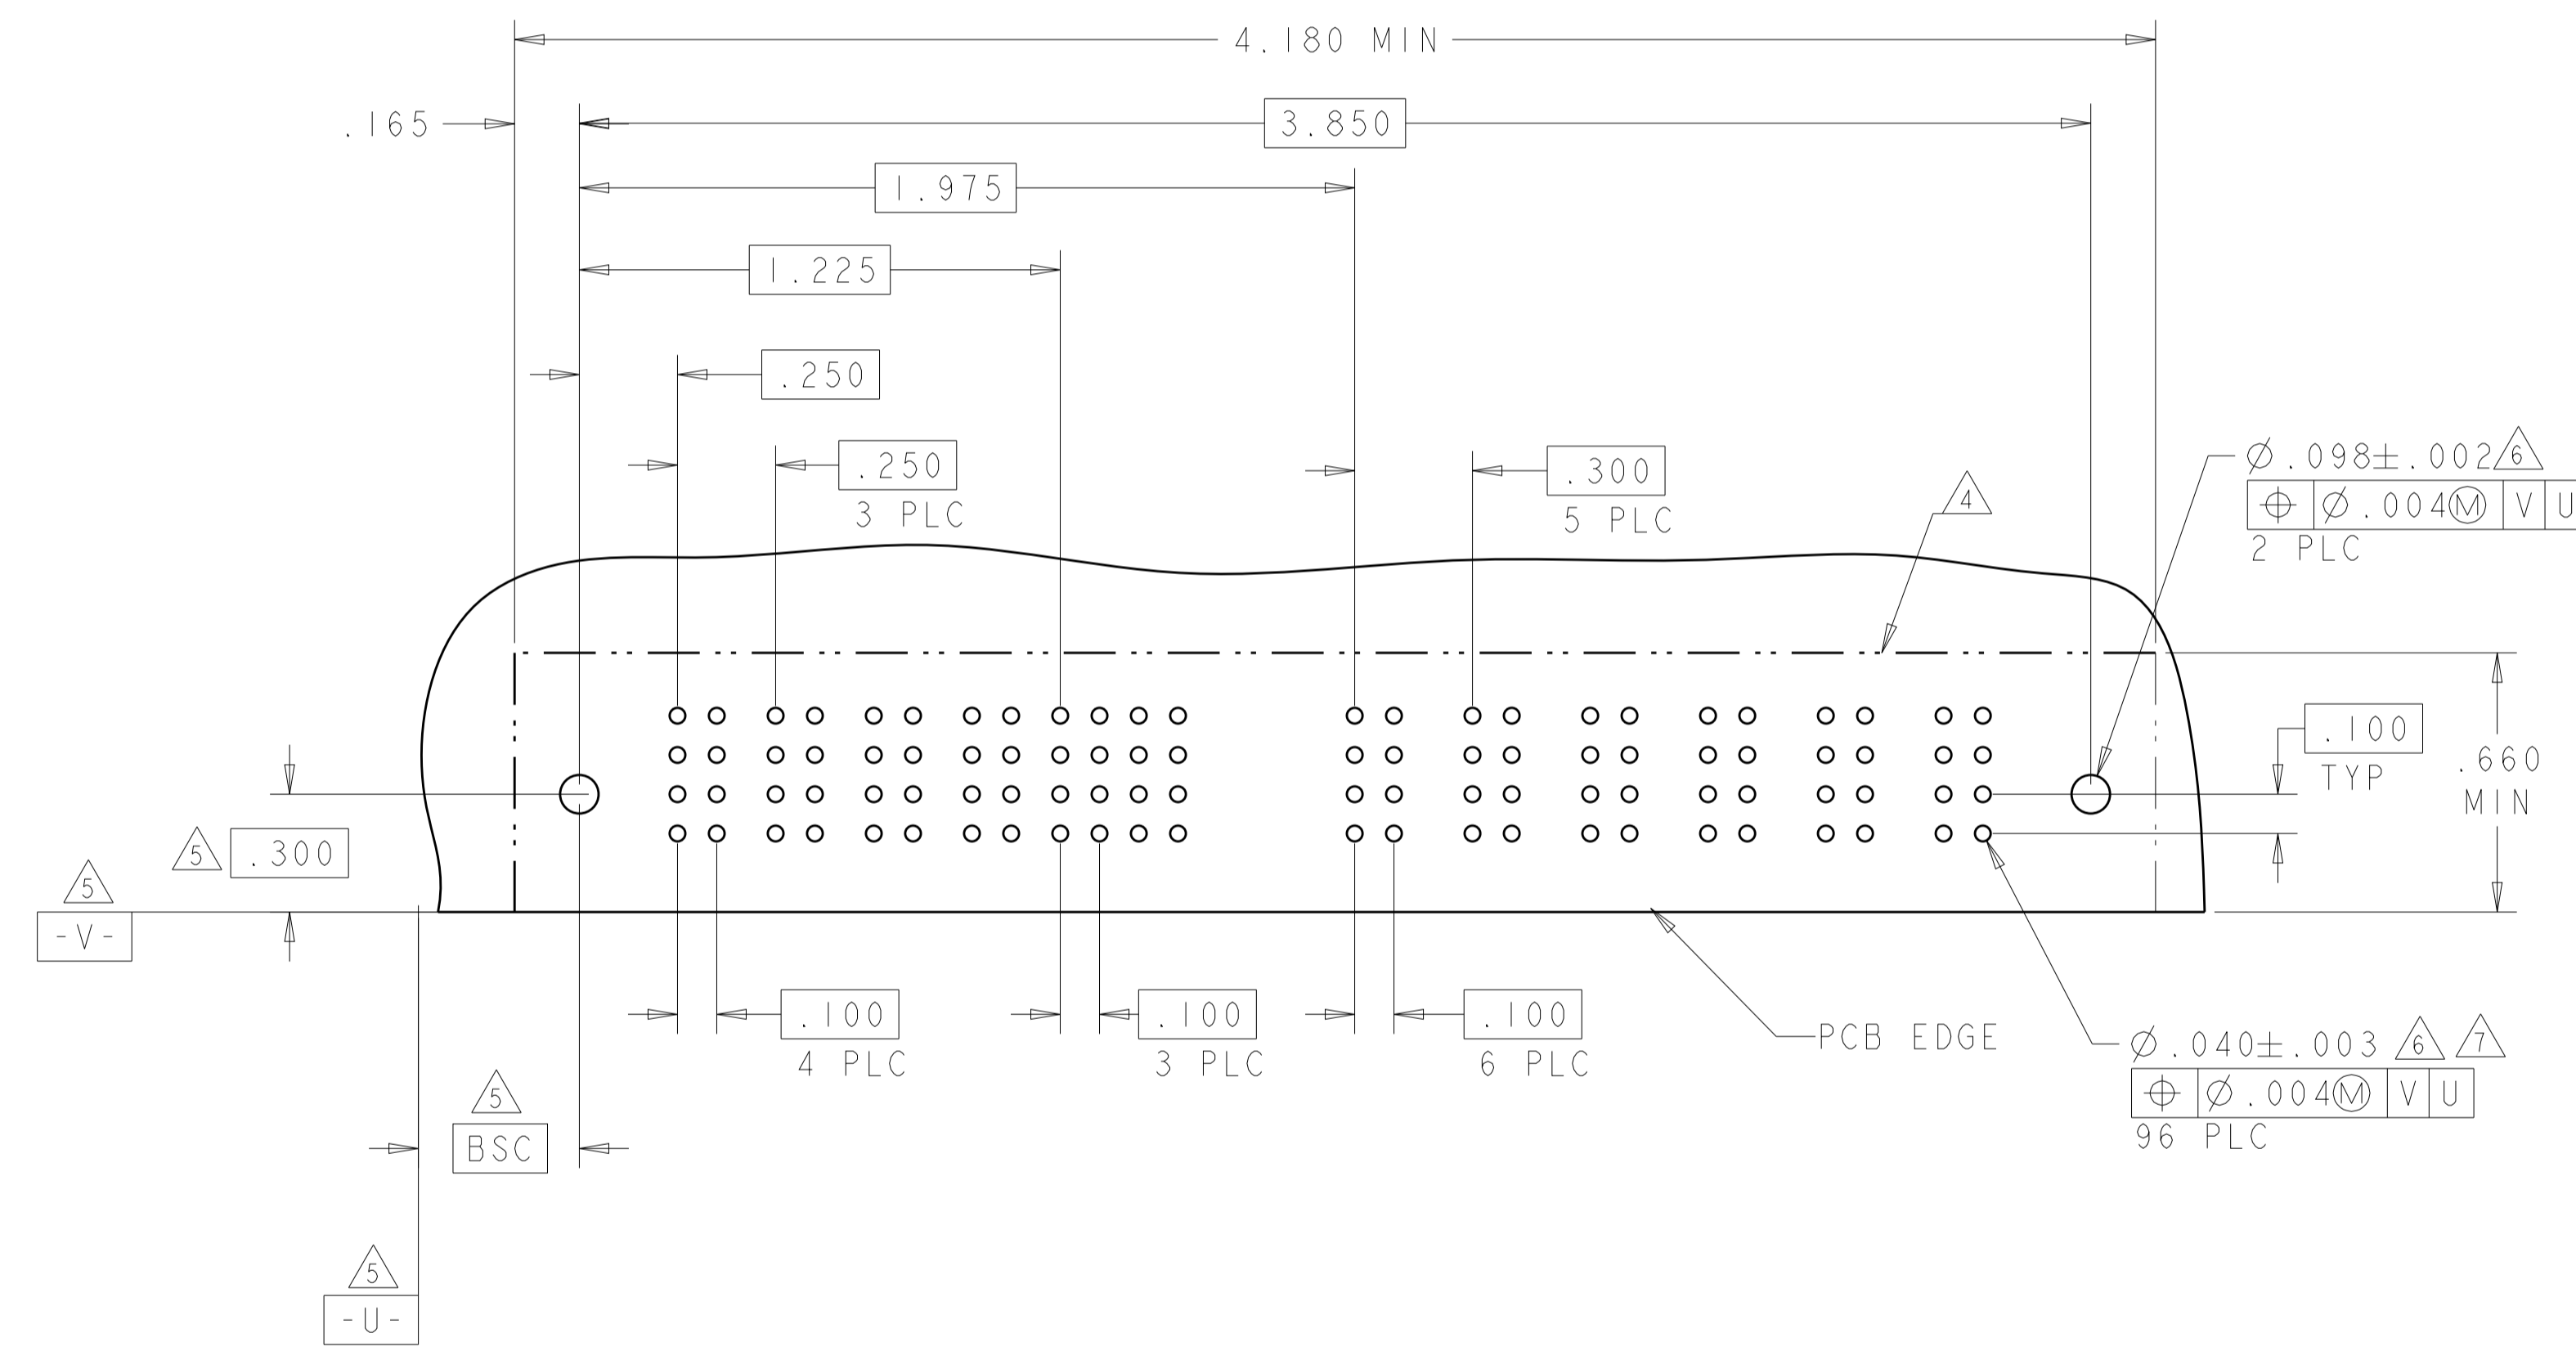 4.180 MIN
.165
3.850
1.975
1.225
.250
.250
3 PLC
.300
5 PLC
4
Ø.098±.002 6
⌖ Ø.004Ⓜ V U
2 PLC
.100
TYP
.660
MIN
5 .300
5
-V-
.100
4 PLC
.100
3 PLC
.100
6 PLC
PCB EDGE
Ø.040±.003 6 7
⌖ Ø.004Ⓜ V U
96 PLC
5
BSC
5
-U-